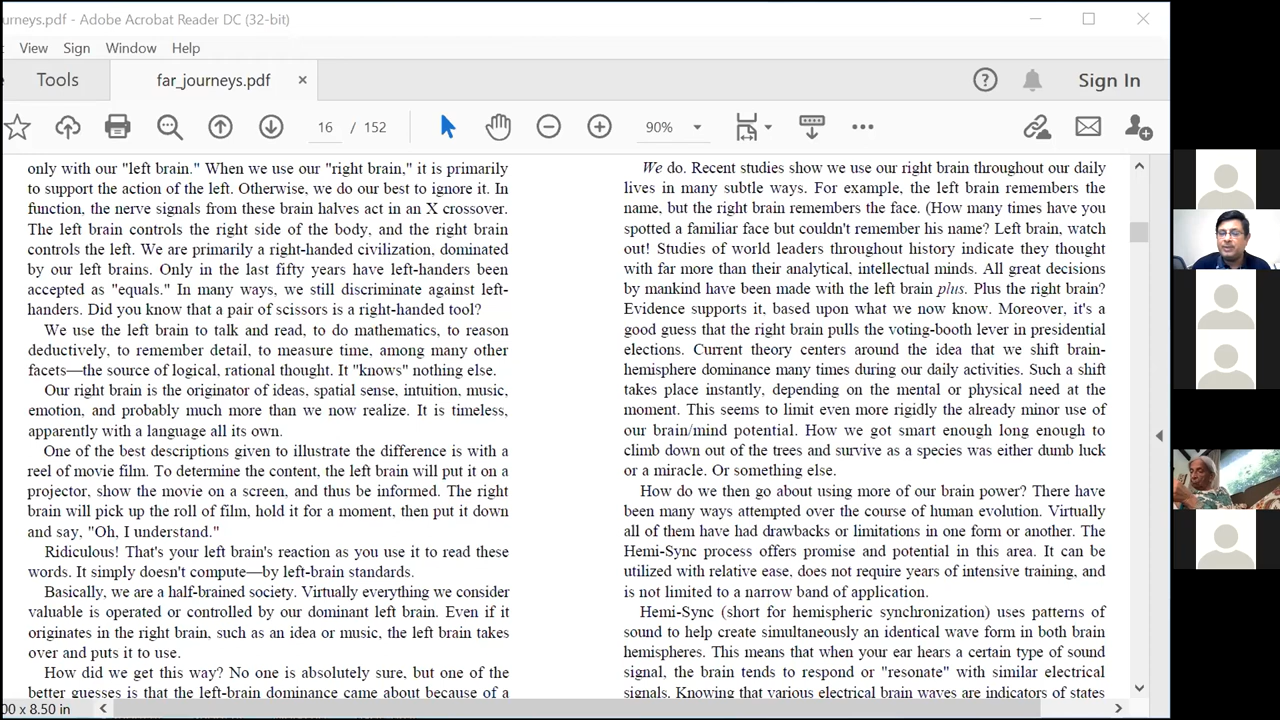 urneys.pdf - Adobe Acrobat Reader DC (32-bit)
View Sign Window Help
Tools far_journeys.pdf Sign In
16 / 152 90%
only with our "left brain." When we use our "right brain," it is primarily
to support the action of the left. Otherwise, we do our best to ignore it. In
function, the nerve signals from these brain halves act in an X crossover.
The left brain controls the right side of the body, and the right brain
controls the left. We are primarily a right-handed civilization, dominated
by our left brains. Only in the last fifty years have left-handers been
accepted as "equals." In many ways, we still discriminate against left-
handers. Did you know that a pair of scissors is a right-handed tool?
We use the left brain to talk and read, to do mathematics, to reason
deductively, to remember detail, to measure time, among many other
facets—the source of logical, rational thought. It "knows" nothing else.
Our right brain is the originator of ideas, spatial sense, intuition, music,
emotion, and probably much more than we now realize. It is timeless,
apparently with a language all its own.
One of the best descriptions given to illustrate the difference is with a
reel of movie film. To determine the content, the left brain will put it on a
projector, show the movie on a screen, and thus be informed. The right
brain will pick up the roll of film, hold it for a moment, then put it down
and say, "Oh, I understand."
Ridiculous! That's your left brain's reaction as you use it to read these
words. It simply doesn't compute—by left-brain standards.
Basically, we are a half-brained society. Virtually everything we consider
valuable is operated or controlled by our dominant left brain. Even if it
originates in the right brain, such as an idea or music, the left brain takes
over and puts it to use.
How did we get this way? No one is absolutely sure, but one of the
better guesses is that the left-brain dominance came about because of a
We do. Recent studies show we use our right brain throughout our daily
lives in many subtle ways. For example, the left brain remembers the
name, but the right brain remembers the face. (How many times have you
spotted a familiar face but couldn't remember his name? Left brain, watch
out! Studies of world leaders throughout history indicate they thought
with far more than their analytical, intellectual minds. All great decisions
by mankind have been made with the left brain plus. Plus the right brain?
Evidence supports it, based upon what we now know. Moreover, it's a
good guess that the right brain pulls the voting-booth lever in presidential
elections. Current theory centers around the idea that we shift brain-
hemisphere dominance many times during our daily activities. Such a shift
takes place instantly, depending on the mental or physical need at the
moment. This seems to limit even more rigidly the already minor use of
our brain/mind potential. How we got smart enough long enough to
climb down out of the trees and survive as a species was either dumb luck
or a miracle. Or something else.
How do we then go about using more of our brain power? There have
been many ways attempted over the course of human evolution. Virtually
all of them have had drawbacks or limitations in one form or another. The
Hemi-Sync process offers promise and potential in this area. It can be
utilized with relative ease, does not require years of intensive training, and
is not limited to a narrow band of application.
Hemi-Sync (short for hemispheric synchronization) uses patterns of
sound to help create simultaneously an identical wave form in both brain
hemispheres. This means that when your ear hears a certain type of sound
signal, the brain tends to respond or "resonate" with similar electrical
signals. Knowing that various electrical brain waves are indicators of states
00 x 8.50 in